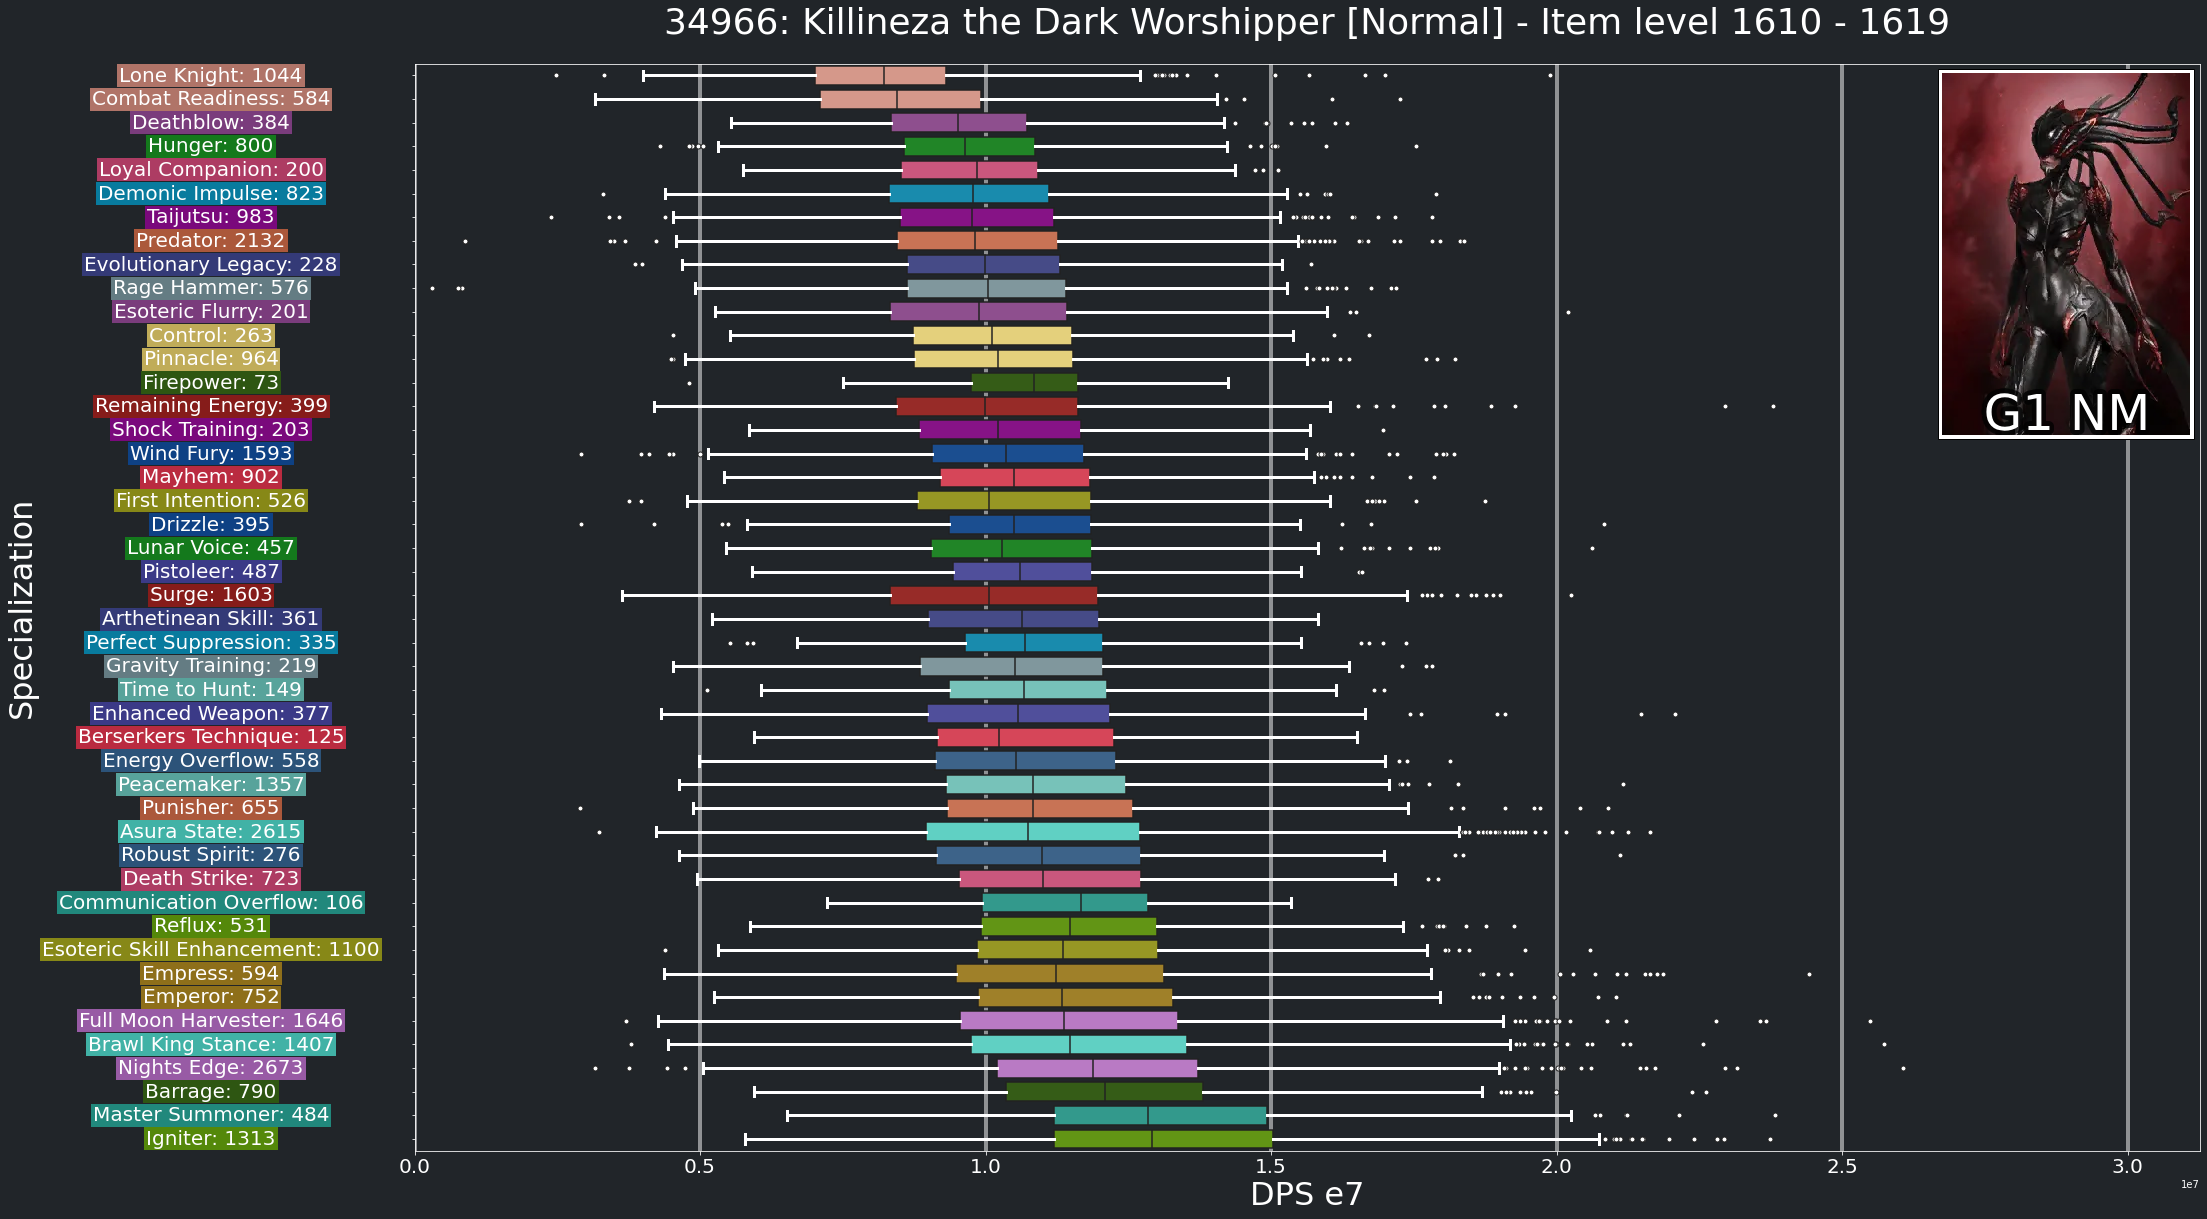 34966: Killineza the Dark Worshipper [Normal] - Item level 1610 - 1619
Lone Knight: 1044
Combat Readiness: 584
Deathblow: 384
Hunger: 800
Loyal Companion: 200
Demonic Impulse: 823
Taijutsu: 983
Predator: 2132
Evolutionary Legacy: 228
Rage Hammer: 576
Esoteric Flurry: 201
Control: 263
Pinnacle: 964
Firepower: 73
Remaining Energy: 399
Shock Training: 203
Wind Fury: 1593
Mayhem: 902
First Intention: 526
Drizzle: 395
Lunar Voice: 457
Pistoleer: 487
Surge: 1603
Arthetinean Skill: 361
Perfect Suppression: 335
Gravity Training: 219
Time to Hunt: 149
Enhanced Weapon: 377
Berserkers Technique: 125
Energy Overflow: 558
Peacemaker: 1357
Punisher: 655
Asura State: 2615
Robust Spirit: 276
Death Strike: 723
Communication Overflow: 106
Reflux: 531
Esoteric Skill Enhancement: 1100
Empress: 594
Emperor: 752
Full Moon Harvester: 1646
Brawl King Stance: 1407
Nights Edge: 2673
Barrage: 790
Master Summoner: 484
Igniter: 1313
Specialization
G1 NM
0.0 0.5 1.0 1.5 2.0 2.5 3.0
DPS e7
1e7